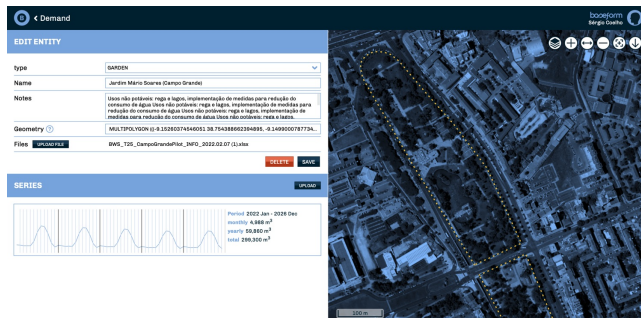 B < Demand
baseform
Sérgio Coelho
EDIT ENTITY
type
GARDEN
Name
Jardim Mário Soares (Campo Grande)
Notes
Usos não potáveis: rega e lagos, implementação de medidas para redução do
consumo de água Usos não potáveis: rega e lagos, implementação de medidas para
redução do consumo de água Usos não potáveis: rega e lagos, implementação de
medidas para redução do consumo de água Usos não potáveis: rega e lagos,
Geometry ?
MULTIPOLYGON (((-9.15260374546051 38.754388662394895, -9.1499000787734...
Files UPLOAD FILE
BWS_T25_CampoGrandePilot_INFO_2022.02.07 (1).xlsx
DELETE SAVE
SERIES
UPLOAD
Period 2022 Jan - 2026 Dec
monthly 4,988 m³
yearly 59,860 m³
total 299,300 m³
100 m